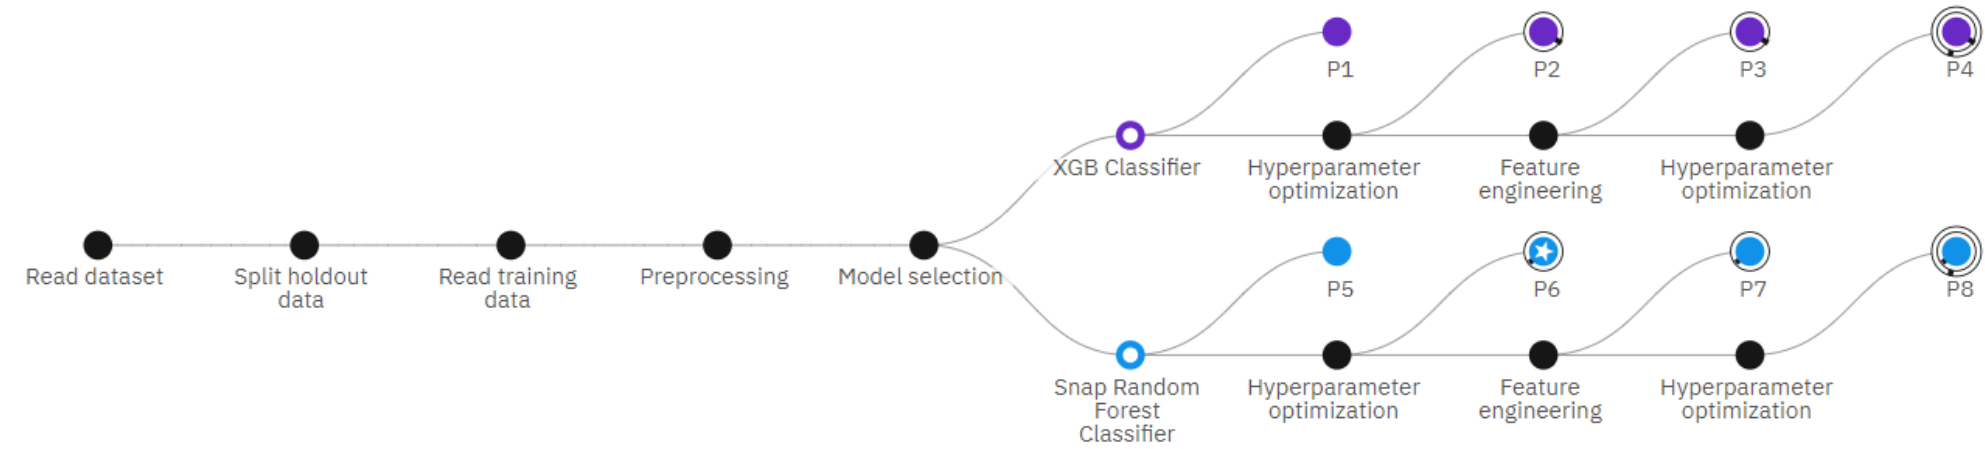 P1
P2
P3
P4
XGB Classifier
Hyperparameter
optimization
Feature
engineering
Hyperparameter
optimization
Read dataset
Split holdout
data
Read training
data
Preprocessing
Model selection
P5
P6
P7
P8
Snap Random
Forest
Classifier
Hyperparameter
optimization
Feature
engineering
Hyperparameter
optimization